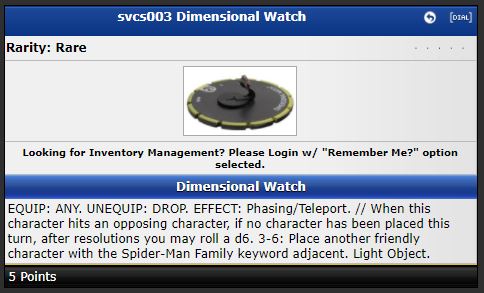 svcs003 Dimensional Watch
[DIAL]
Rarity: Rare
Looking for Inventory Management? Please Login w/ "Remember Me?" option
selected.
Dimensional Watch
EQUIP: ANY. UNEQUIP: DROP. EFFECT: Phasing/Teleport. // When this
character hits an opposing character, if no character has been placed this
turn, after resolutions you may roll a d6. 3-6: Place another friendly
character with the Spider-Man Family keyword adjacent. Light Object.
5 Points